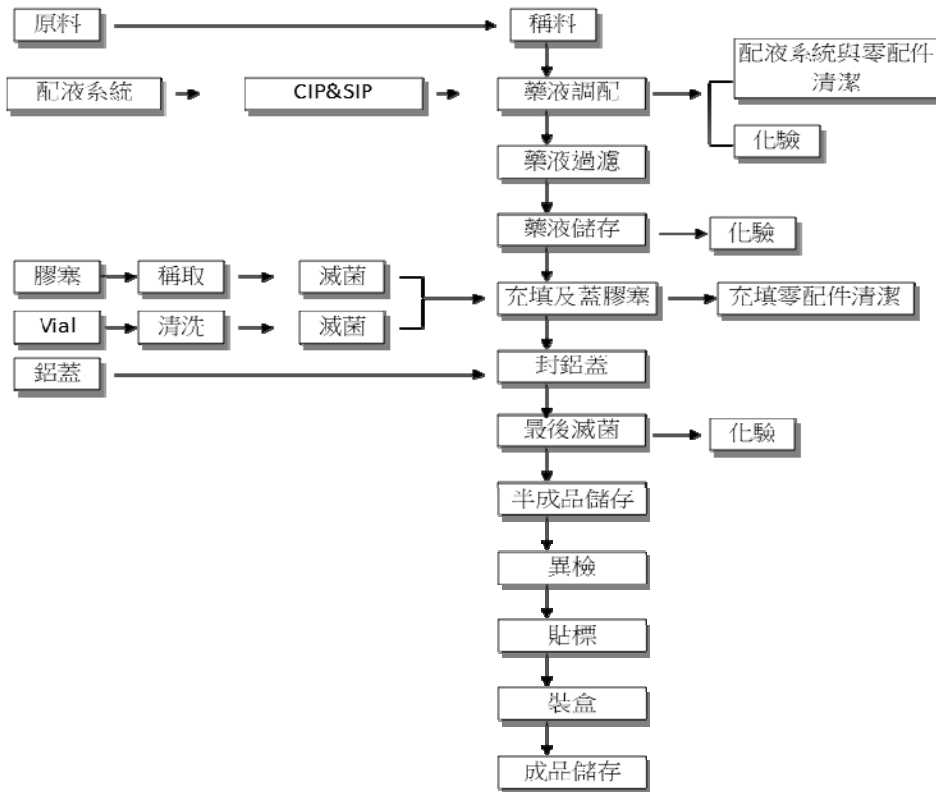 原料
稱料
配液系統
CIP&SIP
藥液調配
配液系統與零配件
清潔
化驗
藥液過濾
藥液儲存
化驗
膠塞
稱取
滅菌
充填及蓋膠塞
充填零配件清潔
Vial
清洗
滅菌
鋁蓋
封鋁蓋
最後滅菌
化驗
半成品儲存
異檢
貼標
裝盒
成品儲存